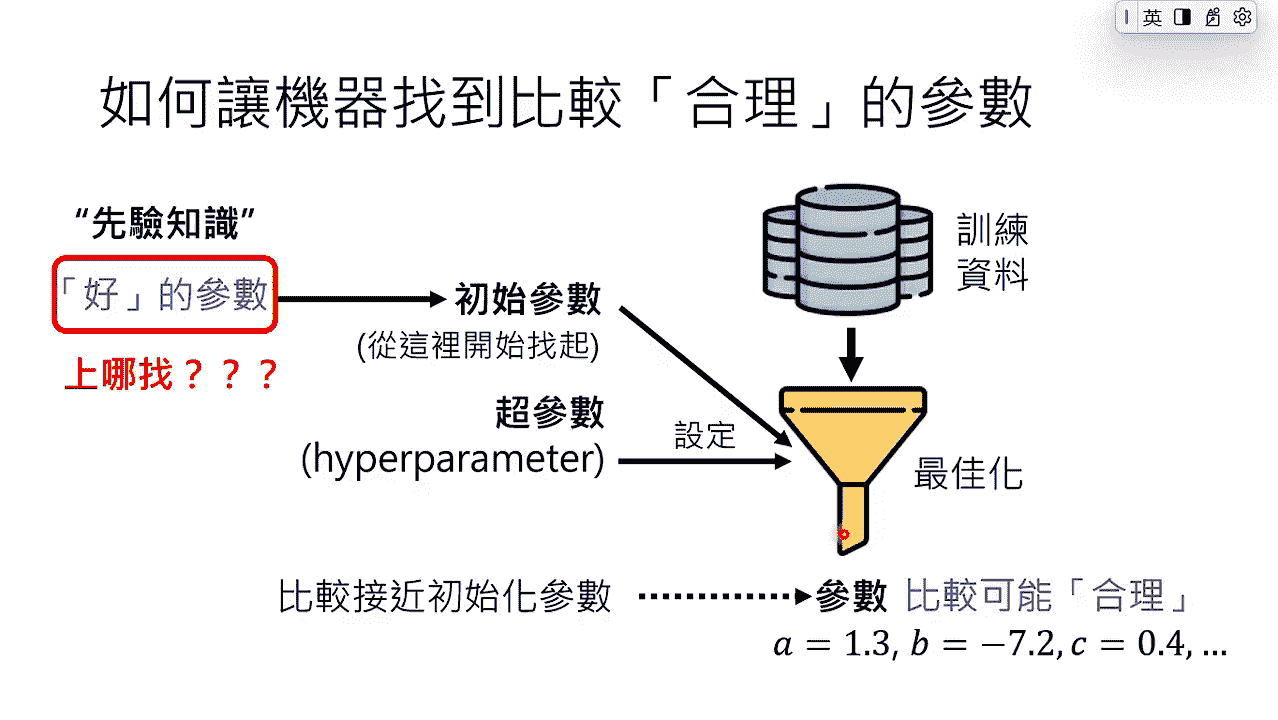 英
如何讓機器找到比較「合理」的參數
“先驗知識”
「好」的參數
上哪找？？？
初始參數
(從這裡開始找起)
超參數
(hyperparameter)
設定
訓練
資料
最佳化
比較接近初始化參數
參數 比較可能「合理」
a = 1.3, b = −7.2, c = 0.4, …